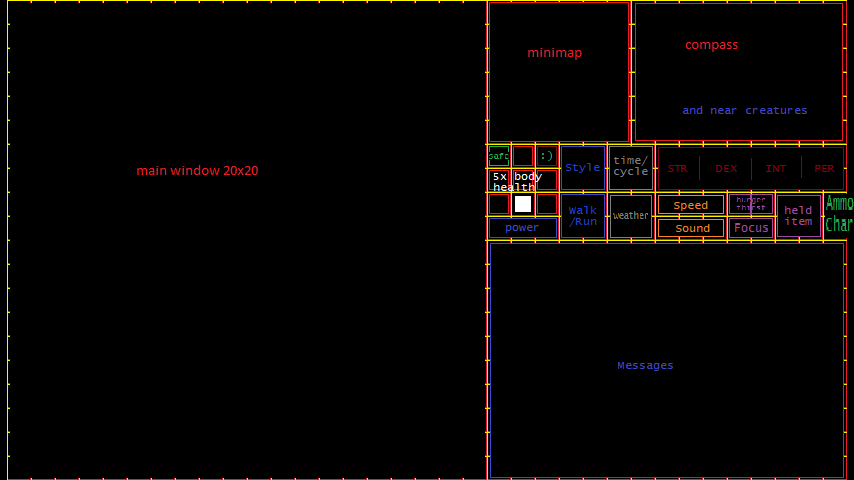 minimap
compass
and near creatures
main window 20x20
safe
:)
Style
time/
cycle
STR
DEX
INT
PER
5x body
health
Walk
/Run
weather
Speed
hunger
thirst
held
item
Ammo
Char
power
Sound
Focus
Messages